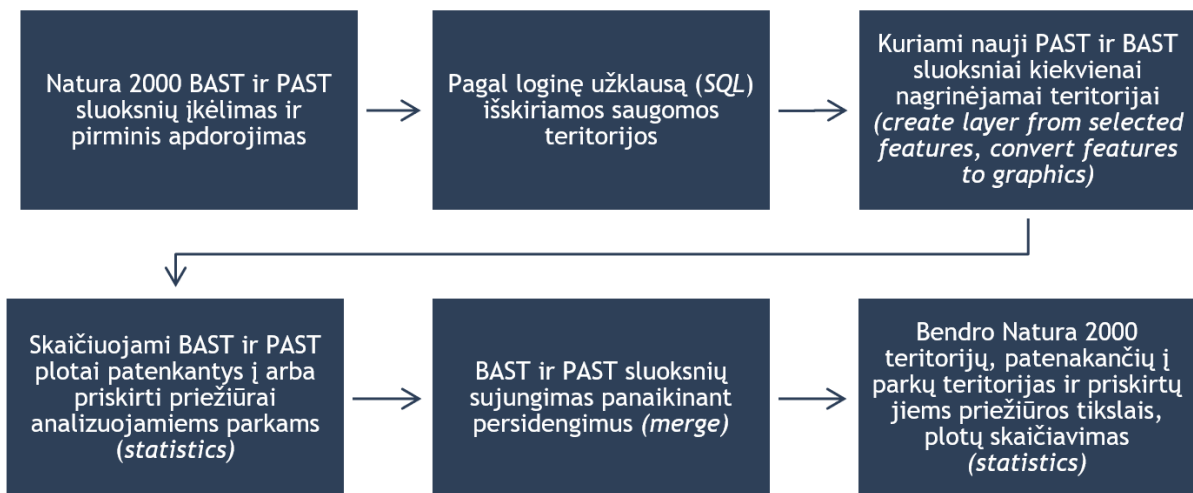 Natura 2000 BAST ir PAST
sluoksnių įkėlimas ir
pirminis apdorojimas
Pagal loginę užklausą (SQL)
išskiriamos saugomos
teritorijos
Kuriami nauji PAST ir BAST
sluoksniai kiekvienai
nagrinėjamai teritorijai
(create layer from selected
features, convert features
to graphics)
Skaičiuojami BAST ir PAST
plotai patenkantys į arba
priskirti priežiūrai
analizuojamiems parkams
(statistics)
BAST ir PAST sluoksnių
sujungimas panaikinant
persidengimus (merge)
Bendro Natura 2000
teritorijų, patenakančių į
parkų teritorijas ir priskirtų
jiems priežiūros tikslais,
plotų skaičiavimas
(statistics)